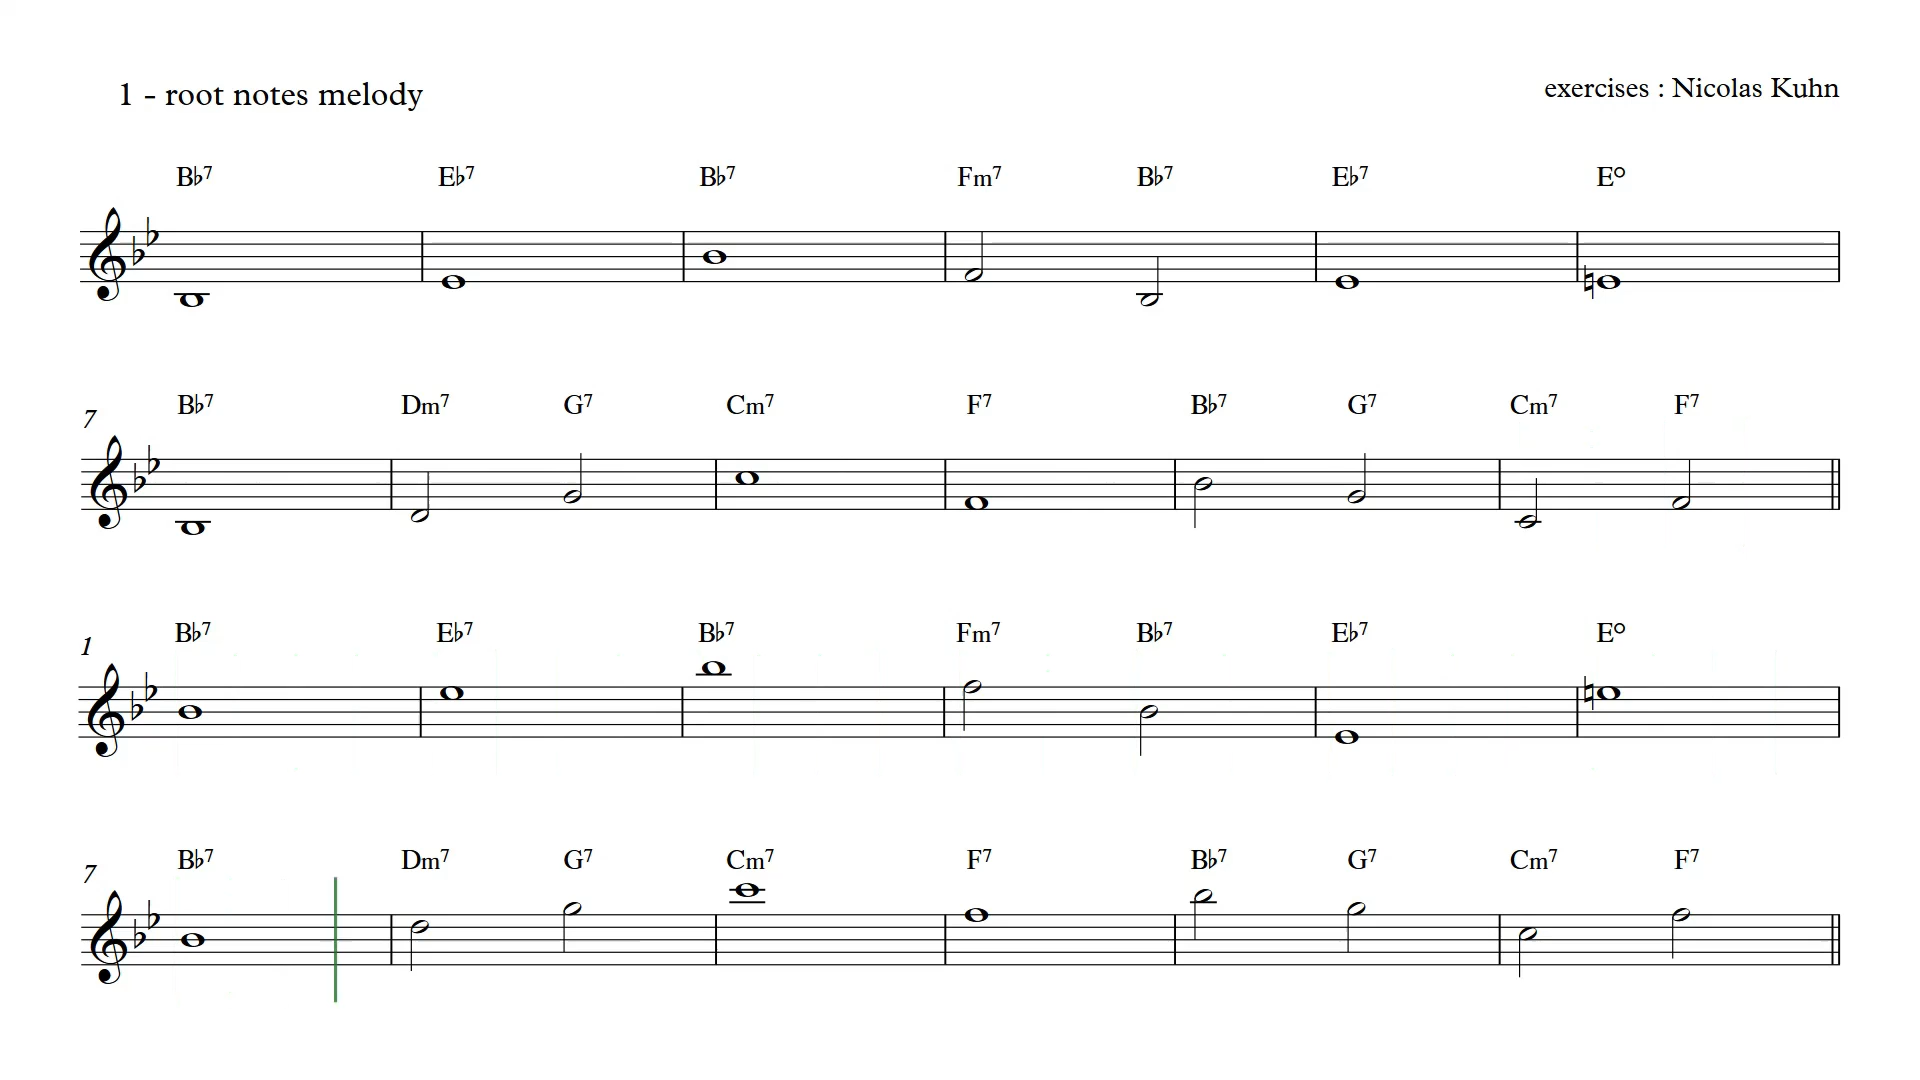 1 - root notes melody
exercises : Nicolas Kuhn
B♭7 E♭7 B♭7 Fm7 B♭7 E♭7 E°
7
B♭7 Dm7 G7 Cm7 F7 B♭7 G7 Cm7 F7
1
B♭7 E♭7 B♭7 Fm7 B♭7 E♭7 E°
7
B♭7 Dm7 G7 Cm7 F7 B♭7 G7 Cm7 F7